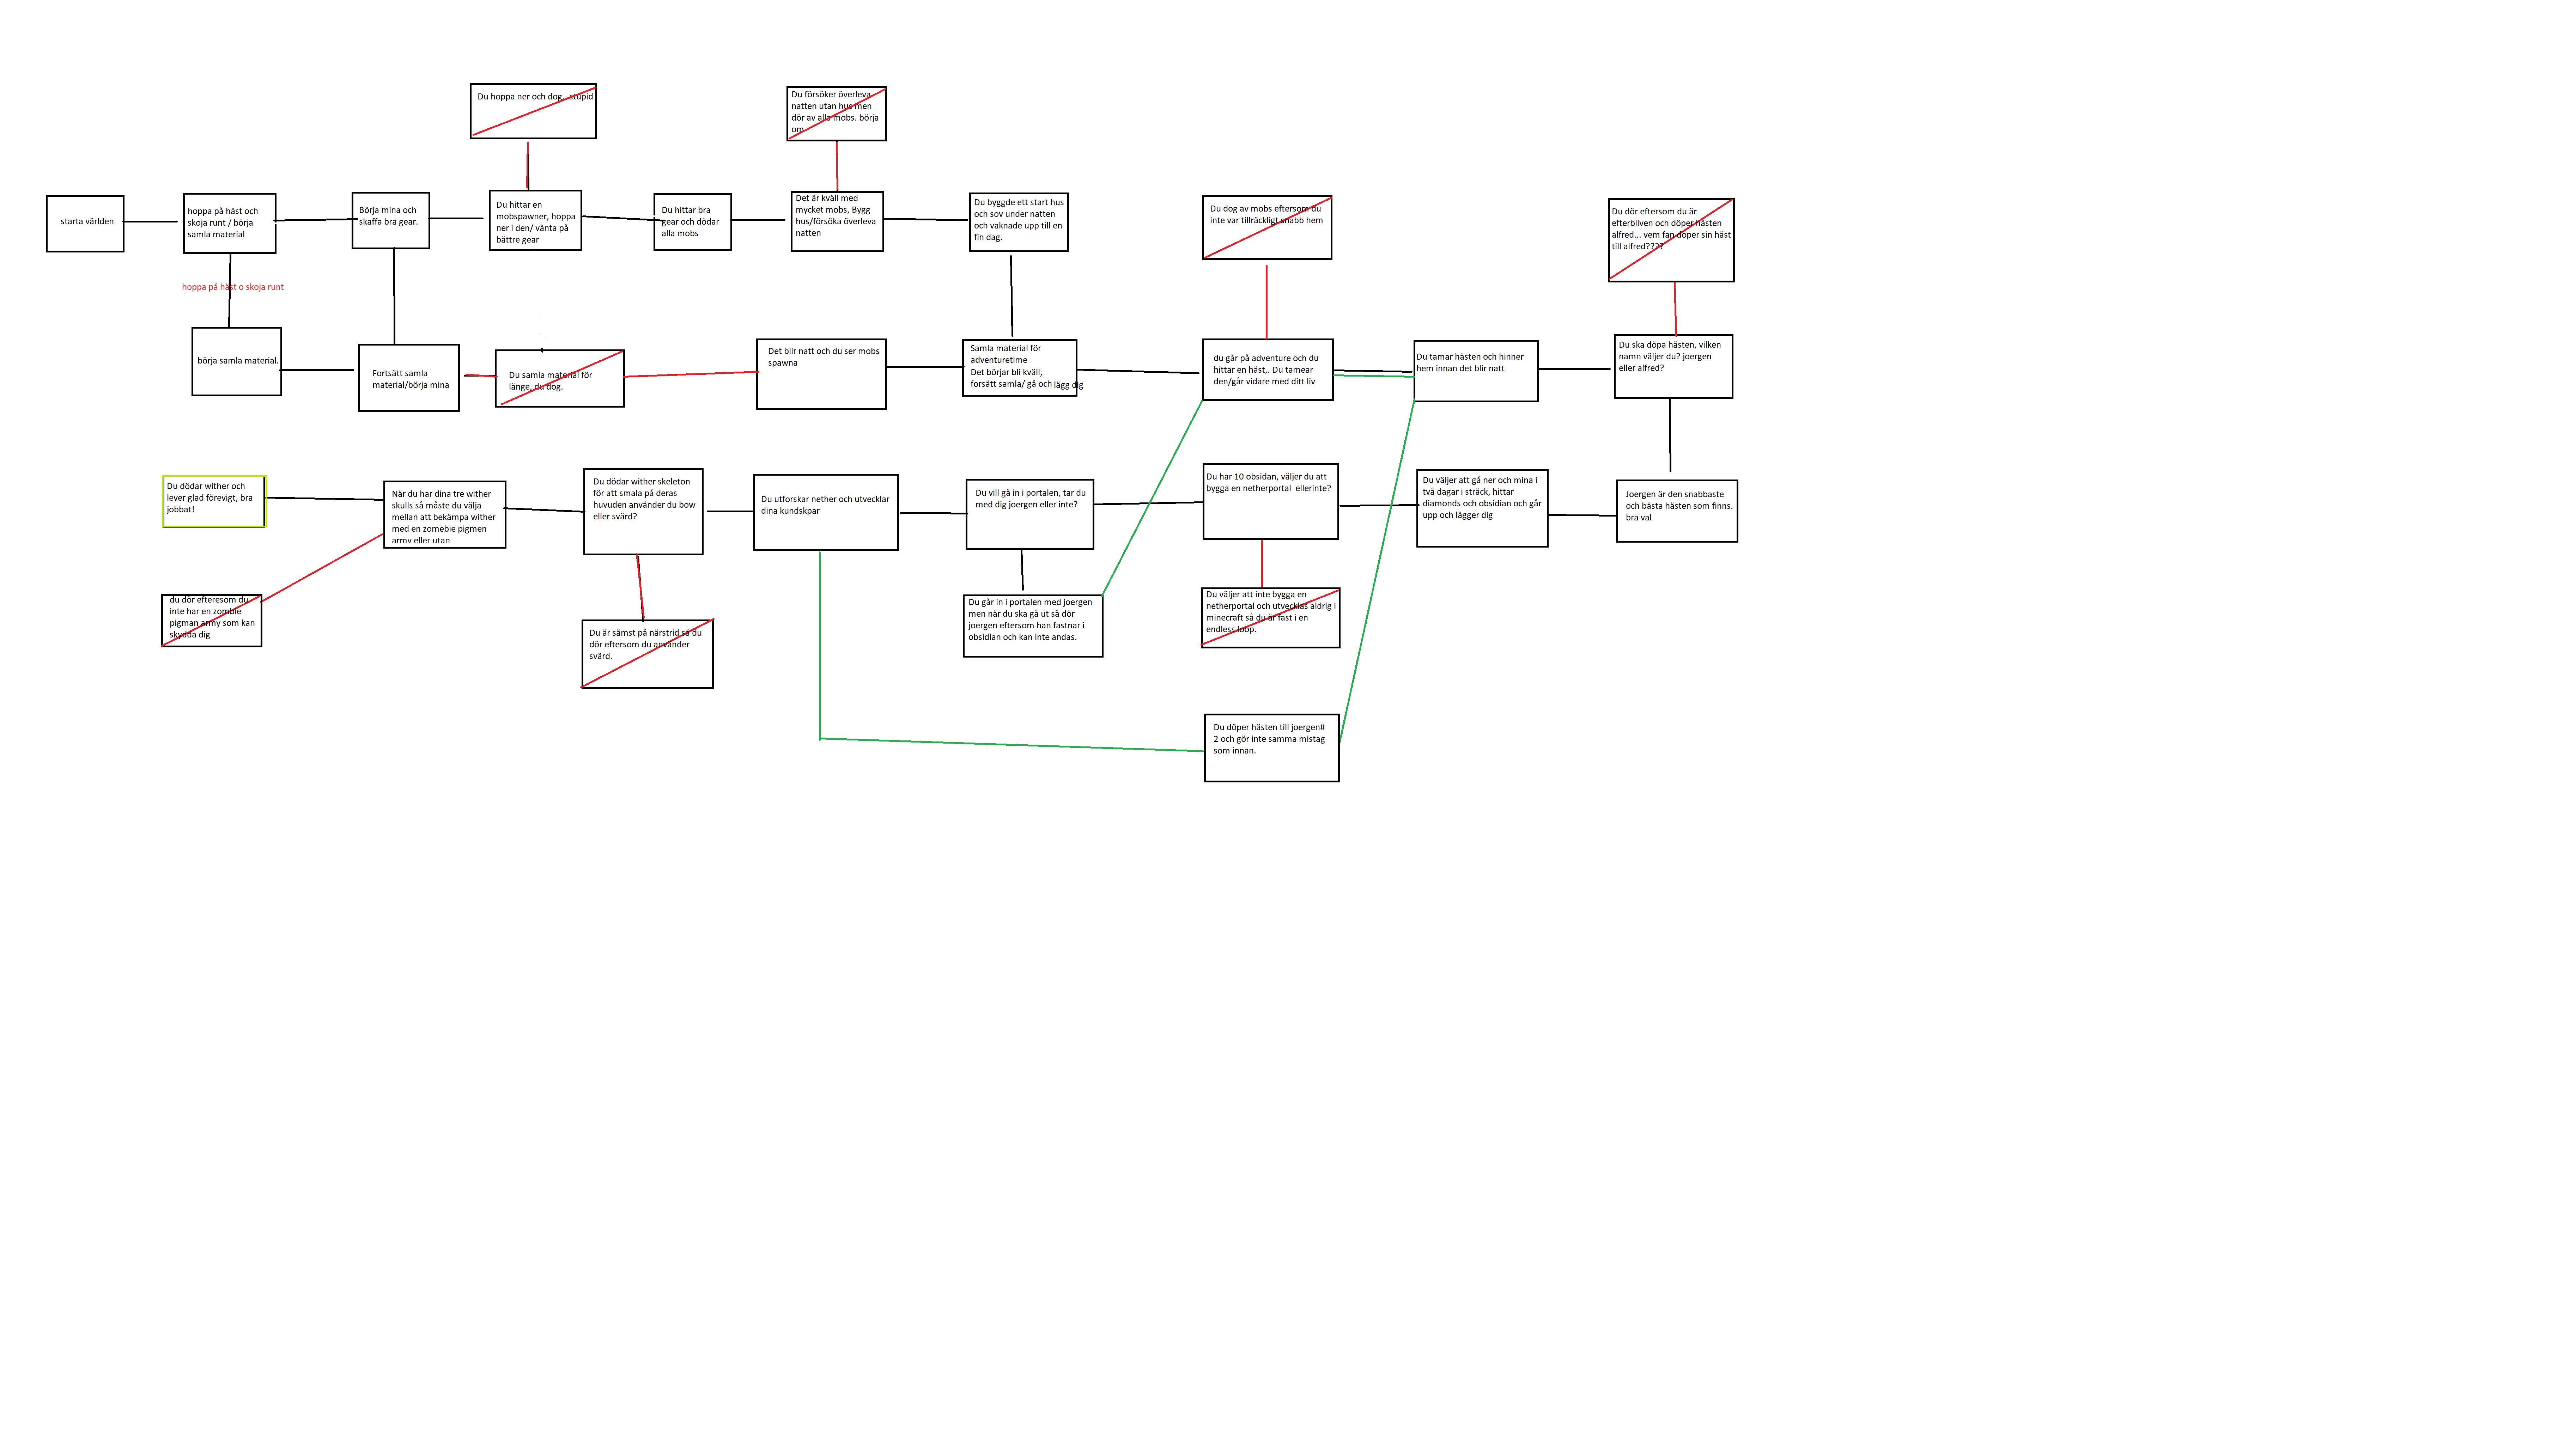 Du hoppa ner och dog,. stupid
Du försöker överleva
natten utan hus men
dör av alla mobs. börja
om
starta världen
hoppa på häst och
skoja runt / börja
samla material
Börja mina och
skaffa bra gear.
Du hittar en
mobspawner, hoppa
ner i den/ vänta på
bättre gear
Du hittar bra
gear och dödar
alla mobs
Det är kväll med
mycket mobs, Bygg
hus/försöka överleva
natten
Du byggde ett start hus
och sov under natten
och vaknade upp till en
fin dag.
Du dog av mobs eftersom du
inte var tillräckligt snabb hem
Du dör eftersom du är
efterbliven och döper hästen
alfred... vem fan döper sin häst
till alfred????
hoppa på häst o skoja runt
börja samla material.
Fortsätt samla
material/börja mina
Du samla material för
länge, du dog.
Det blir natt och du ser mobs
spawna
Samla material för
adventuretime
Det börjar bli kväll,
forsätt samla/ gå och lägg dig
du går på adventure och du
hittar en häst,. Du tamear
den/går vidare med ditt liv
Du tamar hästen och hinner
hem innan det blir natt
Du ska döpa hästen, vilken
namn väljer du? joergen
eller alfred?
Du dödar wither och
lever glad förevigt, bra
jobbat!
När du har dina tre wither
skulls så måste du välja
mellan att bekämpa wither
med en zomebie pigmen
army eller utan
Du dödar wither skeleton
för att smala på deras
huvuden använder du bow
eller svärd?
Du utforskar nether och utvecklar
dina kundskpar
Du vill gå in i portalen, tar du
med dig joergen eller inte?
Du har 10 obsidan, väljer du att
bygga en netherportal  ellerinte?
Du väljer att gå ner och mina i
två dagar i sträck, hittar
diamonds och obsidian och går
upp och lägger dig
Joergen är den snabbaste
och bästa hästen som finns.
bra val
du dör efteresom du
inte har en zombie
pigman army som kan
skydda dig
Du är sämst på närstrid så du
dör eftersom du använder
svärd.
Du går in i portalen med joergen
men när du ska gå ut så dör
joergen eftersom han fastnar i
obsidian och kan inte andas.
Du väljer att inte bygga en
netherportal och utvecklas aldrig i
minecraft så du är fast i en
endless loop.
Du döper hästen till joergen#
2 och gör inte samma mistag
som innan.